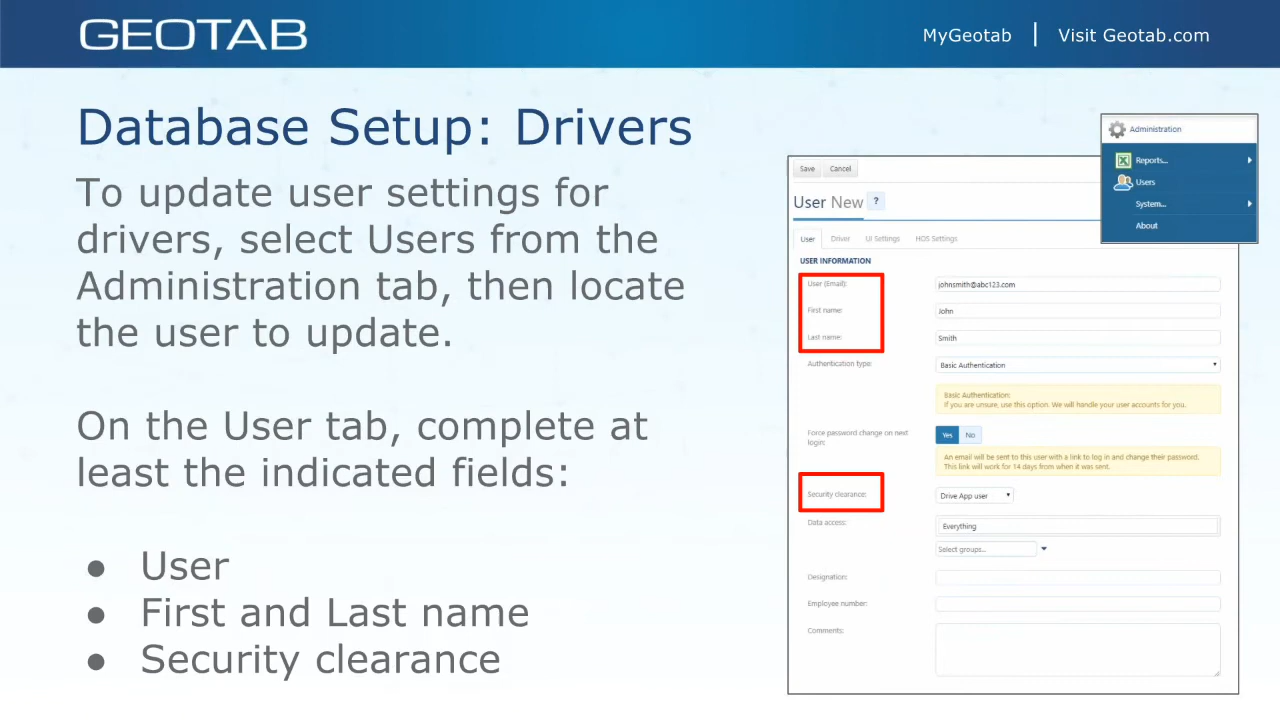 GEOTAB
MyGeotab | Visit Geotab.com
Database Setup: Drivers
To update user settings for
drivers, select Users from the
Administration tab, then locate
the user to update.
On the User tab, complete at
least the indicated fields:
● User
● First and Last name
● Security clearance
Administration
Reports...
Users
System...
About
Save Cancel
User New ?
User Driver UI Settings HOS Settings
USER INFORMATION
User (Email): johnsmith@abc123.com
First name: John
Last name: Smith
Authentication type: Basic Authentication
Basic Authentication:
If you are unsure, use this option. We will handle your user accounts for you.
Force password change on next
login:
Yes No
An email will be sent to this user with a link to log in and change their password.
This link will work for 14 days from when it was sent.
Security clearance: Drive App user
Data access: Everything
Select groups...
Designation:
Employee number:
Comments: